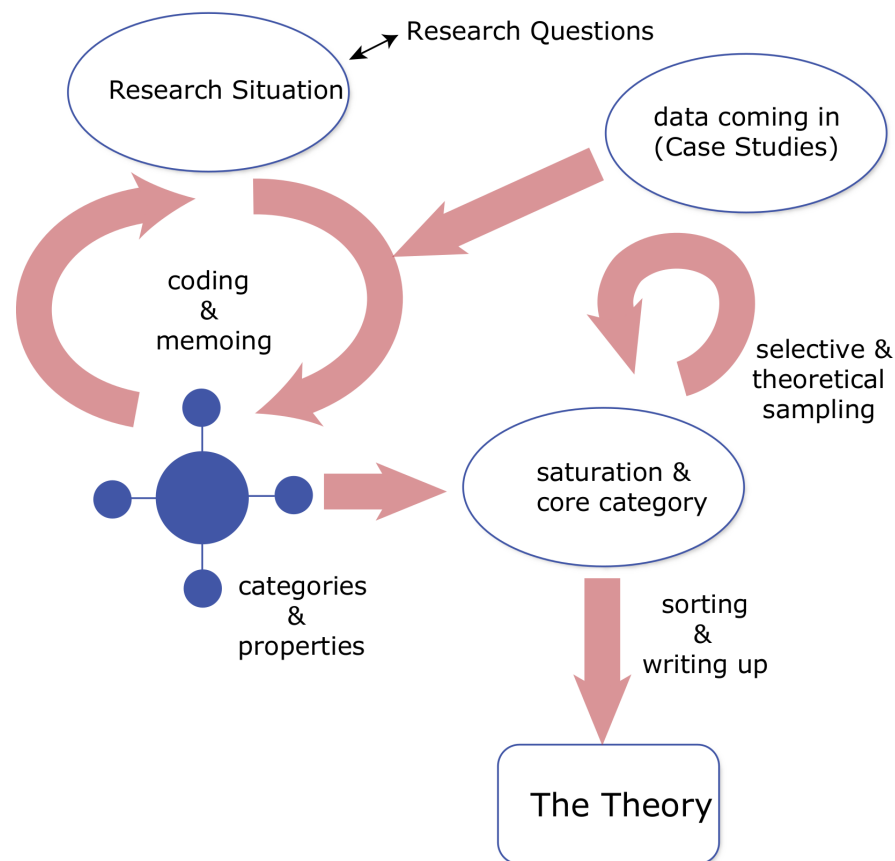 Research Questions
Research Situation
data coming in
(Case Studies)
coding
&
memoing
selective &
theoretical
sampling
saturation &
core category
categories
&
properties
sorting
&
writing up
The Theory